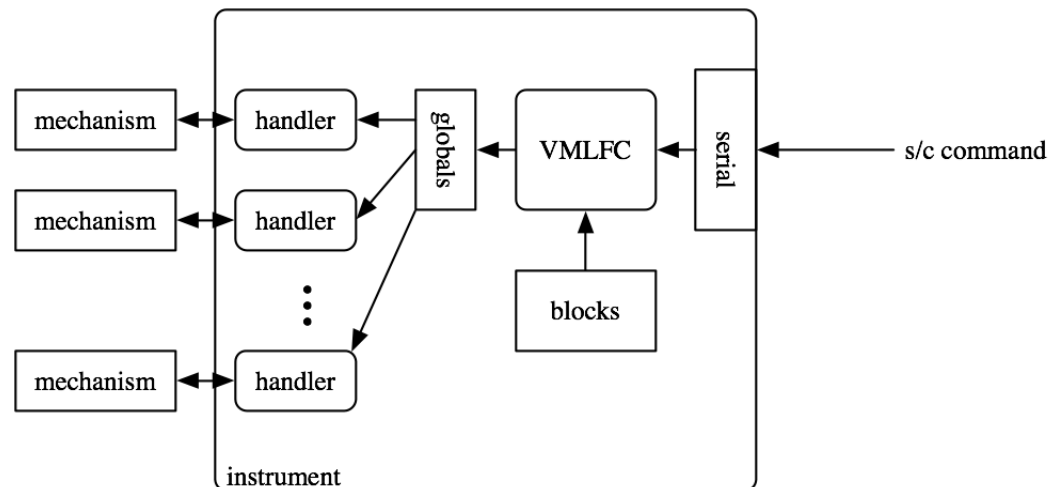 mechanism
handler
globals
VMLFC
serial
s/c command
mechanism
handler
blocks
mechanism
handler
instrument